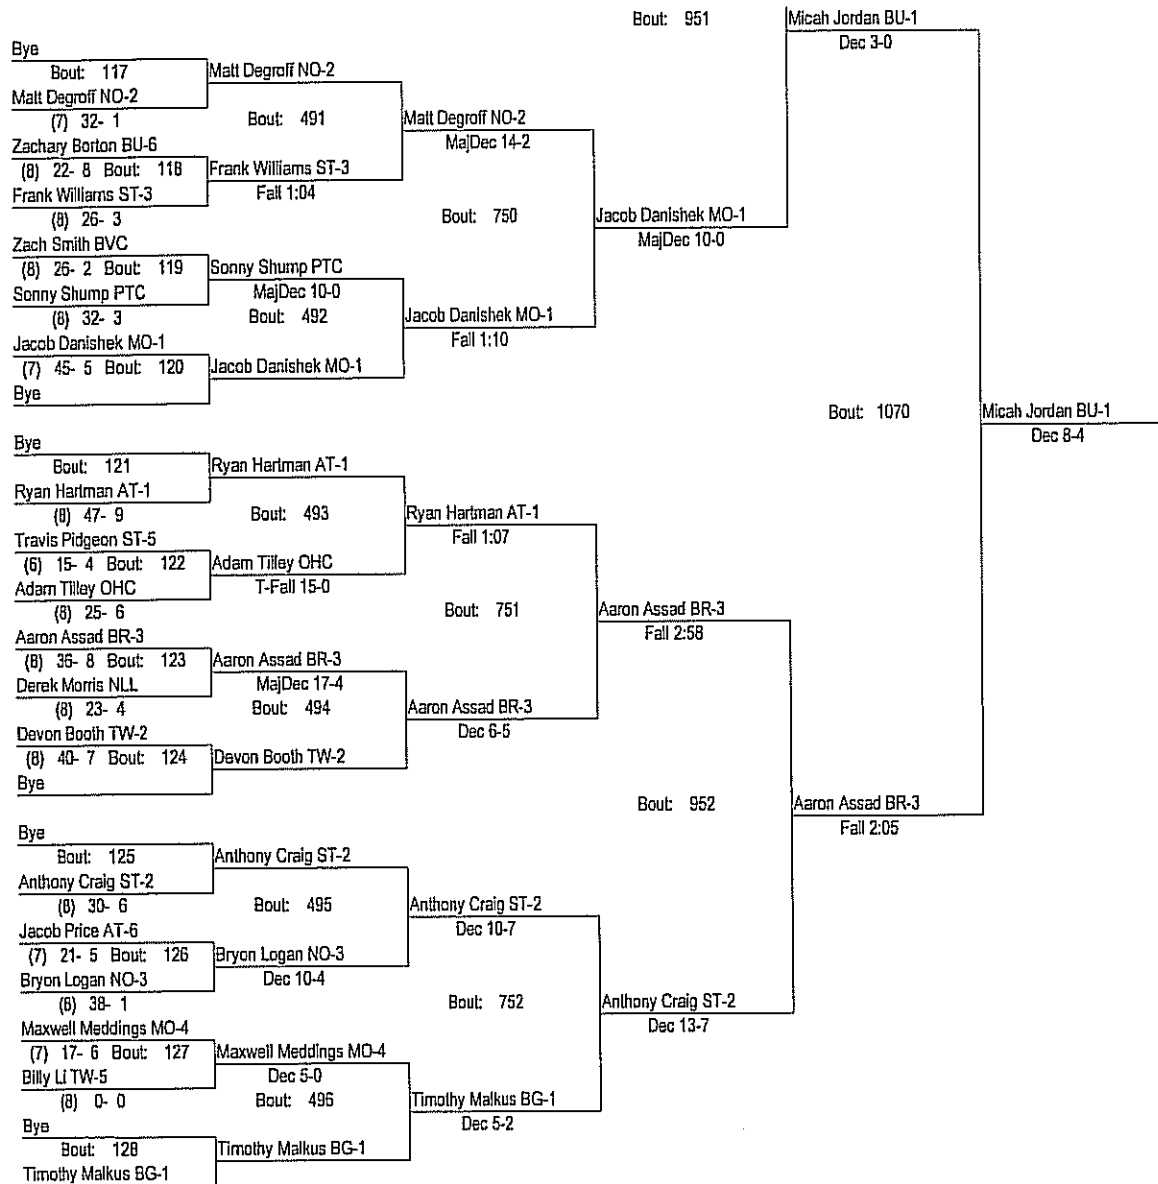 Bout: 951
Micah Jordan BU-1
Dec 3-0
Bye
Bout: 117
Matt Degroff NO-2
Matt Degroff NO-2
(7) 32- 1
Bout: 491
Matt Degroff NO-2
MajDec 14-2
Zachary Borton BU-6
(8) 22- 8 Bout: 118
Frank Williams ST-3
Fall 1:04
Frank Williams ST-3
(8) 26- 3
Bout: 750
Jacob Danishek MO-1
MajDec 10-0
Zach Smith BVC
(8) 26- 2 Bout: 119
Sonny Shump PTC
MajDec 10-0
Sonny Shump PTC
(8) 32- 3
Bout: 492
Jacob Danishek MO-1
Fall 1:10
Jacob Danishek MO-1
(7) 45- 5 Bout: 120
Jacob Danishek MO-1
Bye
Bout: 1070
Micah Jordan BU-1
Dec 8-4
Bye
Bout: 121
Ryan Hartman AT-1
Ryan Hartman AT-1
(8) 47- 9
Bout: 493
Ryan Hartman AT-1
Fall 1:07
Travis Pidgeon ST-5
(6) 15- 4 Bout: 122
Adam Tilley OHC
T-Fall 15-0
Adam Tilley OHC
(8) 25- 6
Bout: 751
Aaron Assad BR-3
Fall 2:58
Aaron Assad BR-3
(8) 36- 8 Bout: 123
Aaron Assad BR-3
MajDec 17-4
Derek Morris NLL
(8) 23- 4
Bout: 494
Aaron Assad BR-3
Dec 6-5
Devon Booth TW-2
(8) 40- 7 Bout: 124
Devon Booth TW-2
Bye
Bout: 952
Aaron Assad BR-3
Fall 2:05
Bye
Bout: 125
Anthony Craig ST-2
Anthony Craig ST-2
(8) 30- 6
Bout: 495
Anthony Craig ST-2
Dec 10-7
Jacob Price AT-6
(7) 21- 5 Bout: 126
Bryon Logan NO-3
Dec 10-4
Bryon Logan NO-3
(8) 38- 1
Bout: 752
Anthony Craig ST-2
Dec 13-7
Maxwell Meddings MO-4
(7) 17- 6 Bout: 127
Maxwell Meddings MO-4
Dec 5-0
Billy Li TW-5
(8) 0- 0
Bout: 496
Timothy Malkus BG-1
Dec 5-2
Bye
Bout: 128
Timothy Malkus BG-1
Timothy Malkus BG-1